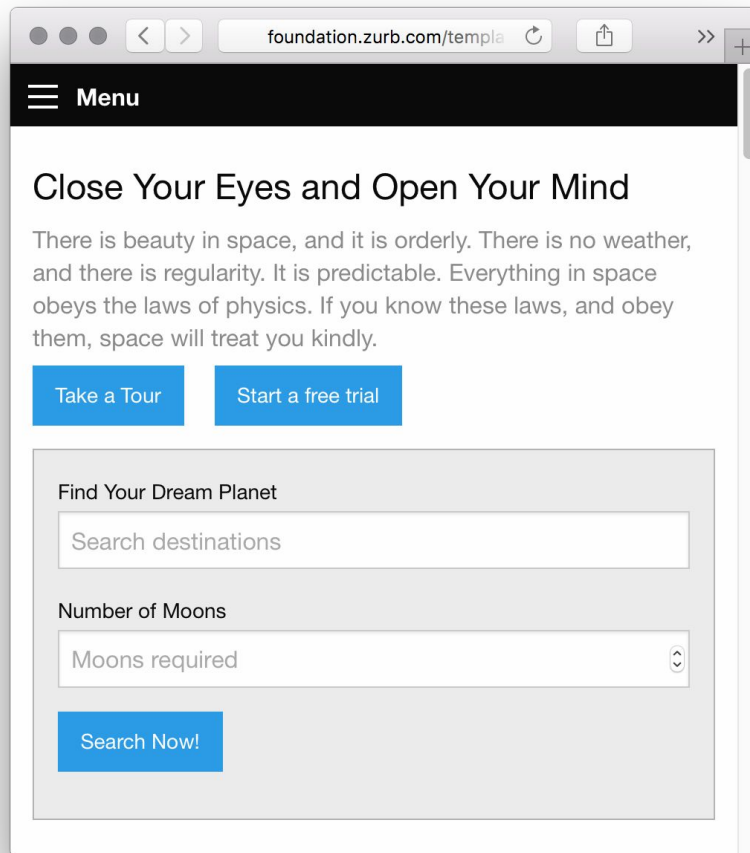 foundation.zurb.com/templa
Menu
Close Your Eyes and Open Your Mind
There is beauty in space, and it is orderly. There is no weather,
and there is regularity. It is predictable. Everything in space
obeys the laws of physics. If you know these laws, and obey
them, space will treat you kindly.
Take a Tour
Start a free trial
Find Your Dream Planet
Search destinations
Number of Moons
Moons required
Search Now!